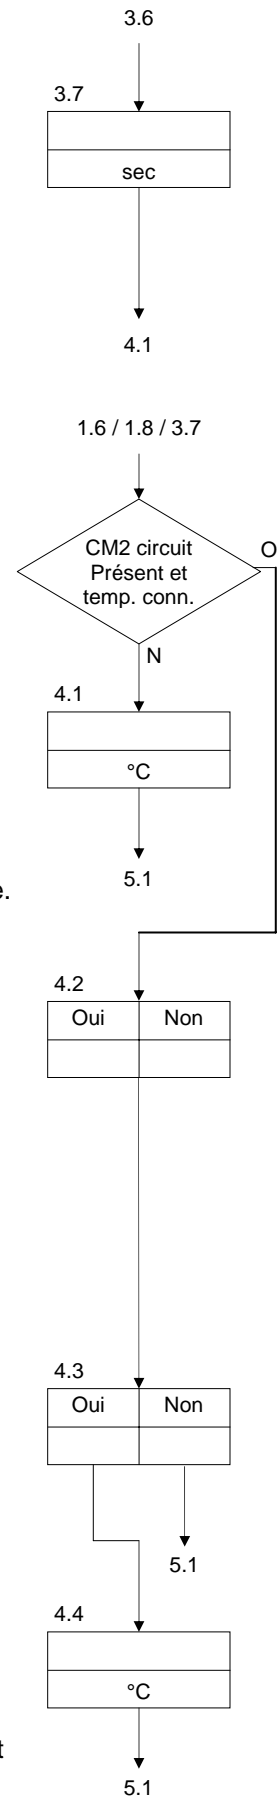 3.6
3.7
sec
4.1
1.6 / 1.8 / 3.7
CM2 circuit
Présent et
temp. conn.
O
N
4.1
°C
5.1
e.
4.2
Oui Non
4.3
Oui Non
5.1
4.4
°C
t
5.1